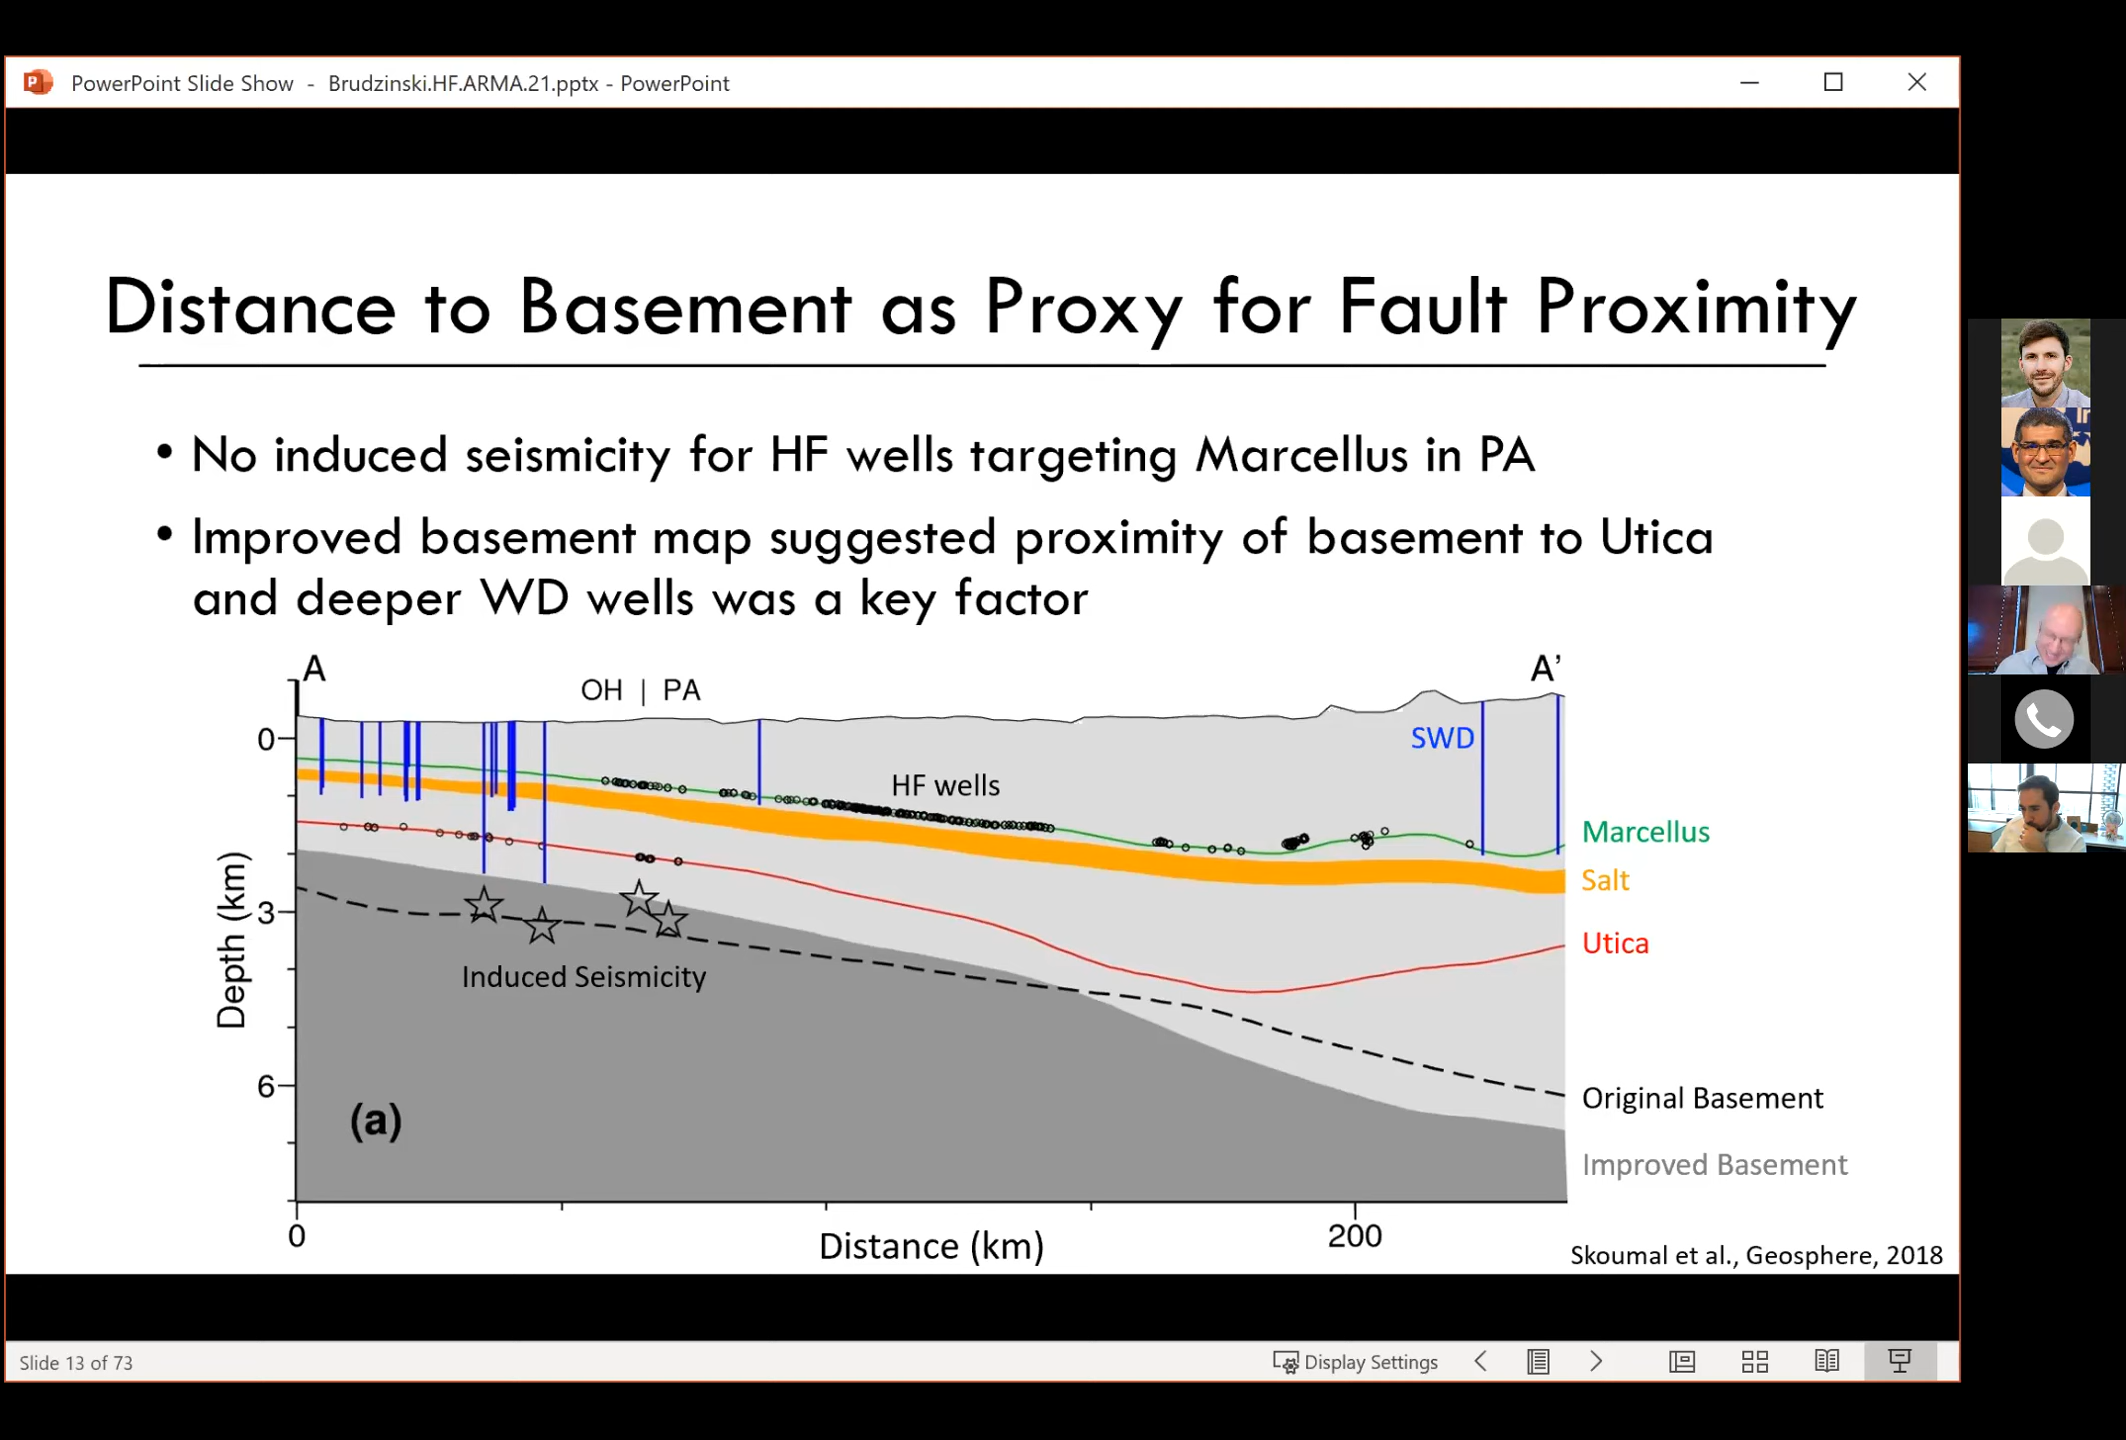 PowerPoint Slide Show - Brudzinski.HF.ARMA.21.pptx - PowerPoint
Distance to Basement as Proxy for Fault Proximity
• No induced seismicity for HF wells targeting Marcellus in PA
• Improved basement map suggested proximity of basement to Utica
and deeper WD wells was a key factor
A
A’
OH | PA
SWD
0
HF wells
Marcellus
Salt
Depth (km)
3
Utica
Induced Seismicity
6
(a)
Original Basement
Improved Basement
0
Distance (km)
200
Skoumal et al., Geosphere, 2018
Slide 13 of 73
Display Settings